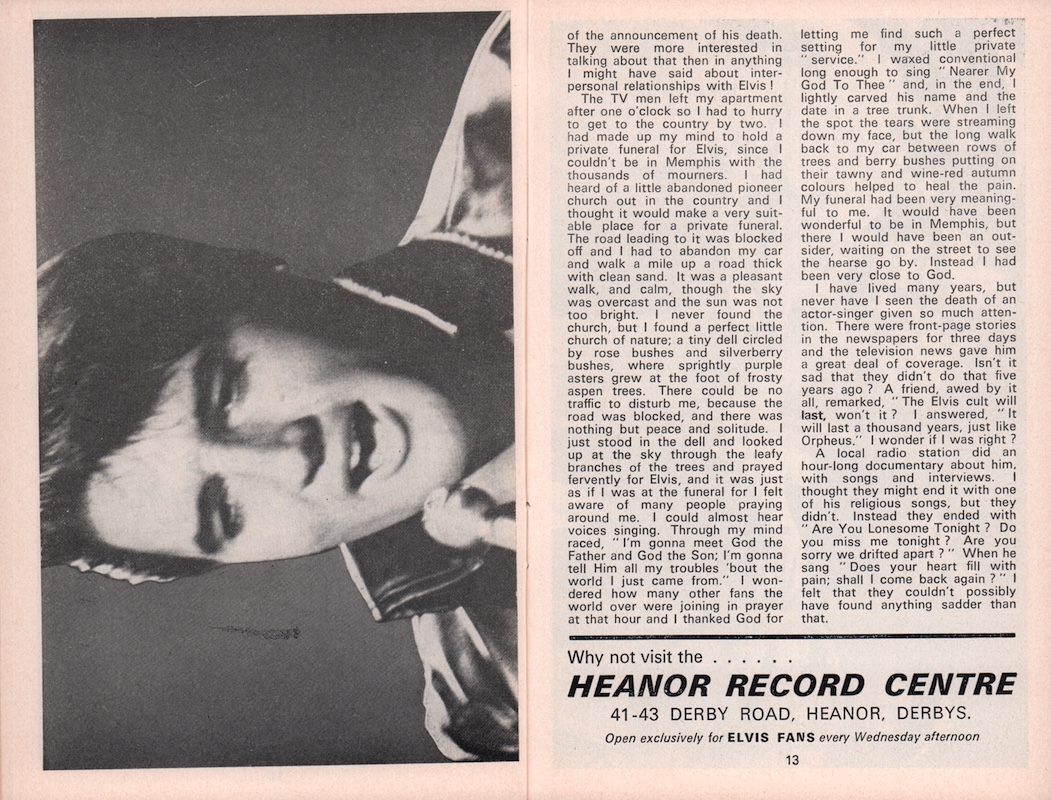 of the announcement of his death.
They were more interested in
talking about that then in anything
I might have said about inter-
personal relationships with Elvis!
The TV men left my apartment
after one o'clock so I had to hurry
to get to the country by two. I
had made up my mind to hold a
private funeral for Elvis, since I
couldn't be in Memphis with the
thousands of mourners. I had
heard of a little abandoned pioneer
church out in the country and I
thought it would make a very suit-
able place for a private funeral.
The road leading to it was blocked
off and I had to abandon my car
and walk a mile up a road thick
with clean sand. It was a pleasant
walk, and calm, though the sky
was overcast and the sun was not
too bright. I never found the
church, but I found a perfect little
church of nature; a tiny dell circled
by rose bushes and silverberry
bushes, where sprightly purple
asters grew at the foot of frosty
aspen trees. There could be no
traffic to disturb me, because the
road was blocked, and there was
nothing but peace and solitude. I
just stood in the dell and looked
up at the sky through the leafy
branches of the trees and prayed
fervently for Elvis, and it was just
as if I was at the funeral for I felt
aware of many people praying
around me. I could almost hear
voices singing. Through my mind
raced, "I'm gonna meet God the
Father and God the Son; I'm gonna
tell Him all my troubles 'bout the
world I just came from." I won-
dered how many other fans the
world over were joining in prayer
at that hour and I thanked God for
letting me find such a perfect
setting for my little private
"service." I waxed conventional
long enough to sing "Nearer My
God To Thee" and, in the end, I
lightly carved his name and the
date in a tree trunk. When I left
the spot the tears were streaming
down my face, but the long walk
back to my car between rows of
trees and berry bushes putting on
their tawny and wine-red autumn
colours helped to heal the pain.
My funeral had been very meaning-
ful to me. It would have been
wonderful to be in Memphis, but
there I would have been an out-
sider, waiting on the street to see
the hearse go by. Instead I had
been very close to God.
I have lived many years, but
never have I seen the death of an
actor-singer given so much atten-
tion. There were front-page stories
in the newspapers for three days
and the television news gave him
a great deal of coverage. Isn't it
sad that they didn't do that five
years ago? A friend, awed by it
all, remarked, "The Elvis cult will
last, won't it? I answered, "It
will last a thousand years, just like
Orpheus." I wonder if I was right?
A local radio station did an
hour-long documentary about him,
with songs and interviews. I
thought they might end it with one
of his religious songs, but they
didn't. Instead they ended with
"Are You Lonesome Tonight? Do
you miss me tonight? Are you
sorry we drifted apart?" When he
sang "Does your heart fill with
pain; shall I come back again?" I
felt that they couldn't possibly
have found anything sadder than
that.
Why not visit the . . . . . .
HEANOR RECORD CENTRE
41-43 DERBY ROAD, HEANOR, DERBYS.
Open exclusively for ELVIS FANS every Wednesday afternoon
13